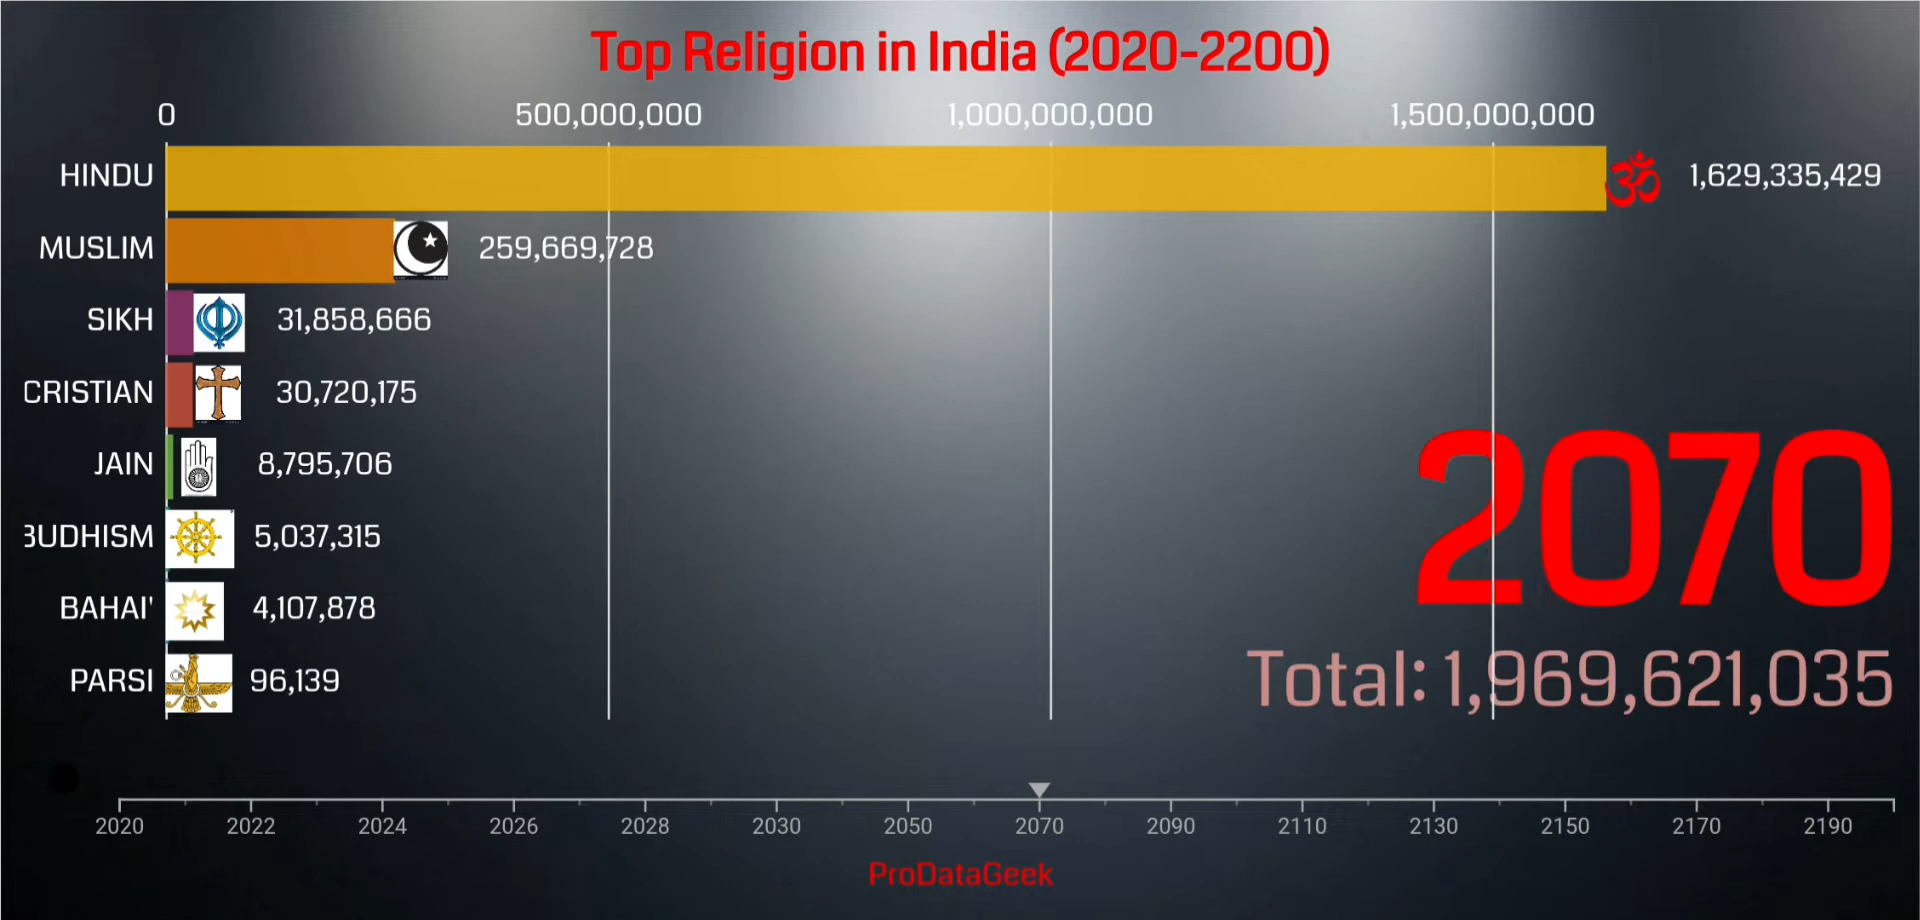 Top Religion in India (2020-2200)
0 500,000,000 1,000,000,000 1,500,000,000
HINDU 1,629,335,429
MUSLIM 259,669,728
SIKH 31,858,666
CRISTIAN 30,720,175
JAIN 8,795,706
BUDHISM 5,037,315
BAHAI' 4,107,878
PARSI 96,139
2070
Total: 1,969,621,035
2020 2022 2024 2026 2028 2030 2050 2070 2090 2110 2130 2150 2170 2190
ProDataGeek